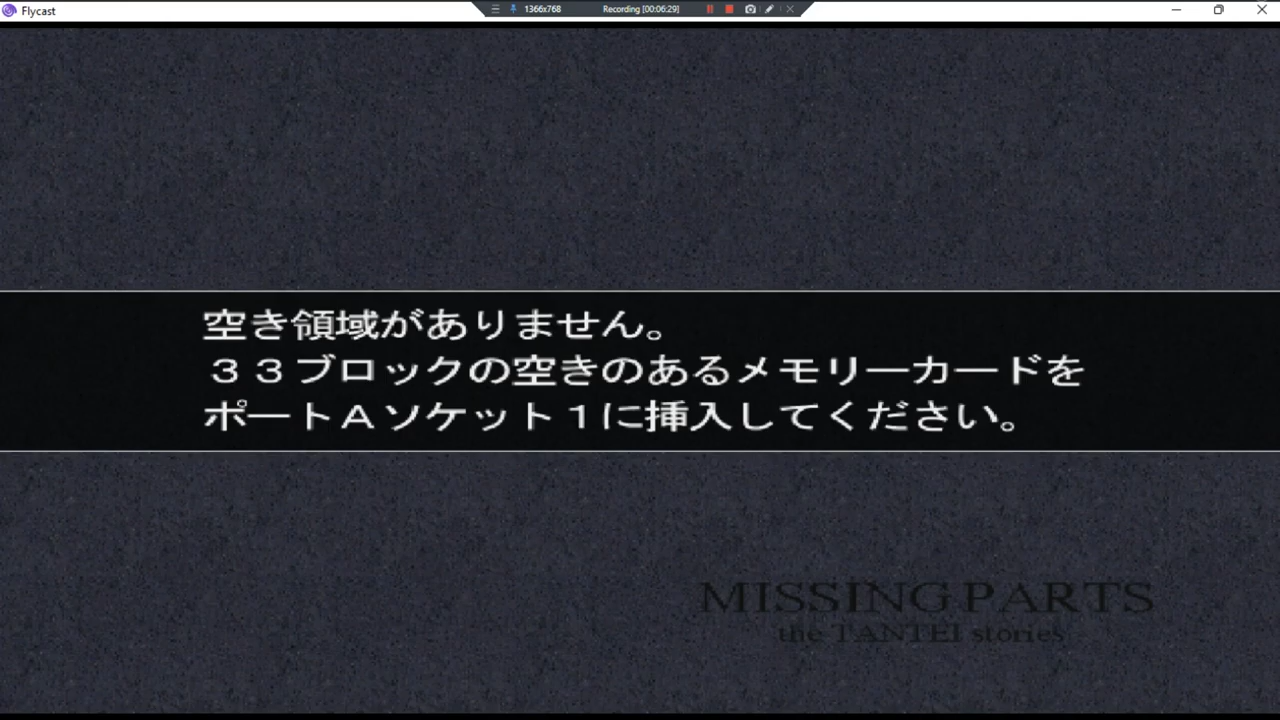 Flycast
1366x768
Recording [00:06:29]
空き領域がありません。
３３ブロックの空きのあるメモリーカードを
ポートＡソケット１に挿入してください。
MISSING PARTS
the TANTEI stories